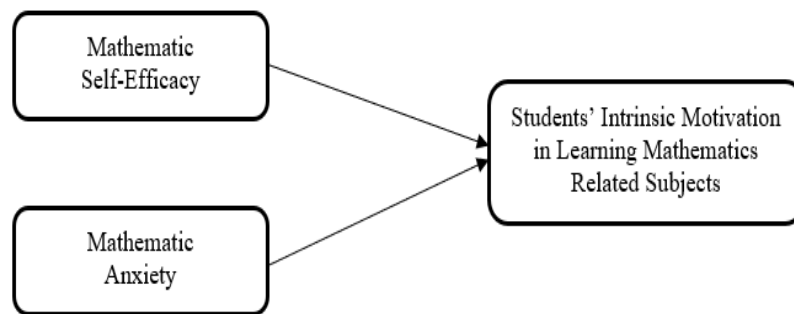 Mathematic
Self-Efficacy
Students’ Intrinsic Motivation
in Learning Mathematics
Related Subjects
Mathematic
Anxiety